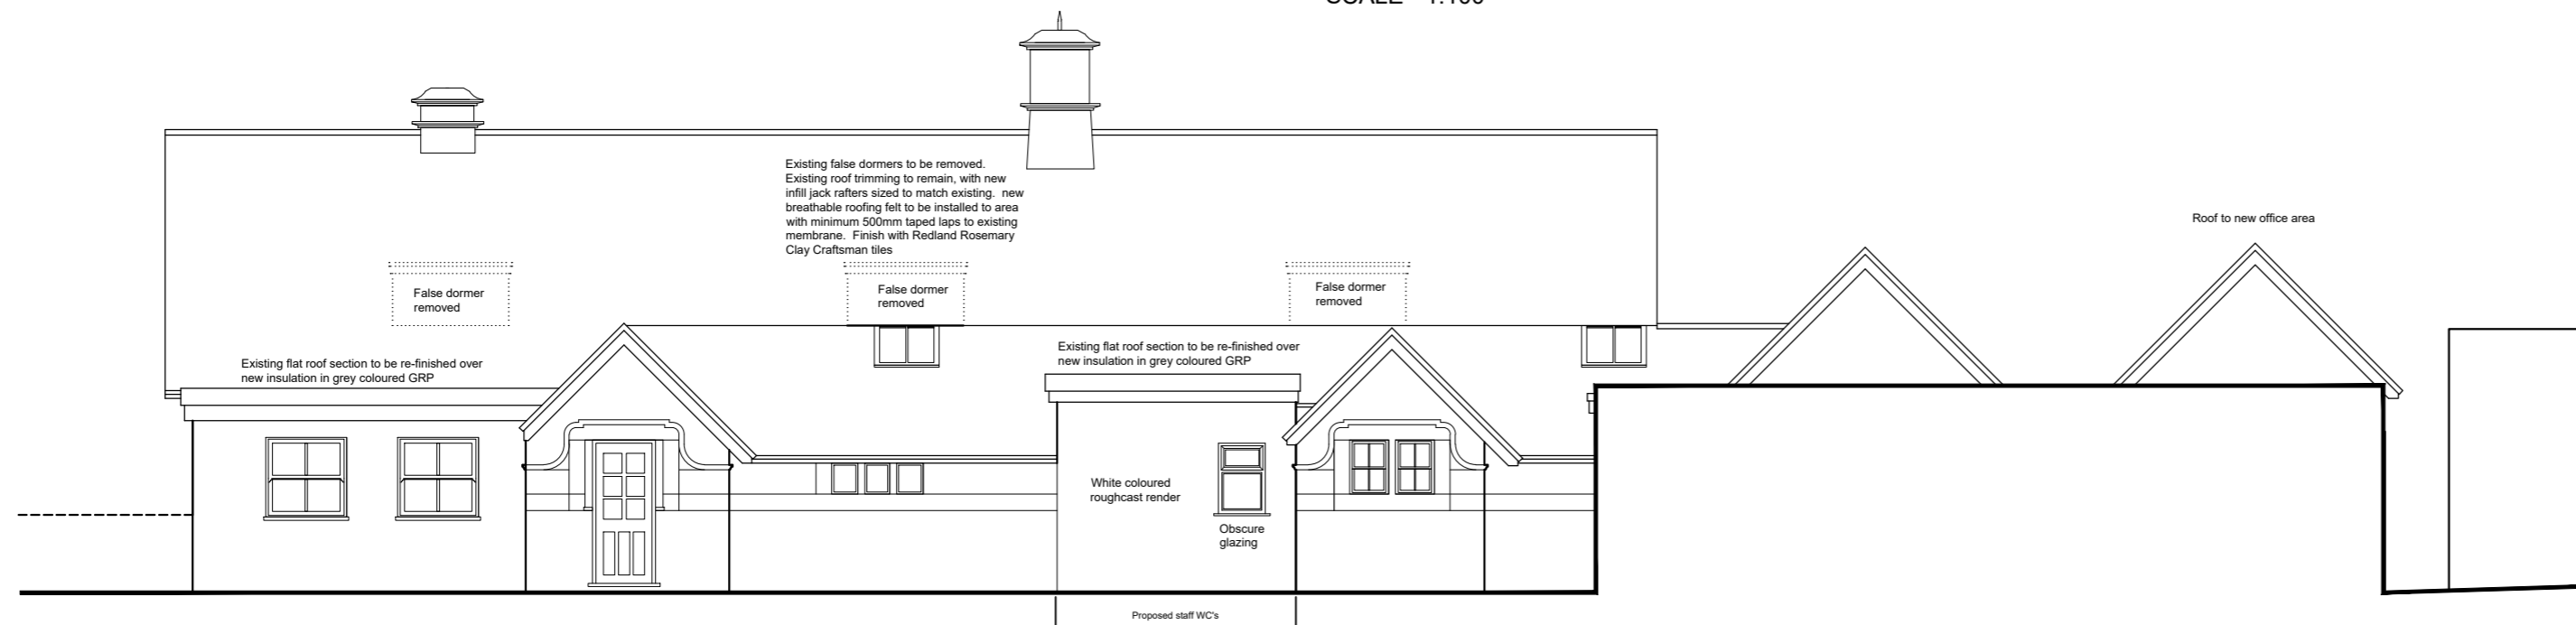 SCALE 1:100
Existing false dormers to be removed.
Existing roof trimming to remain, with new
infill jack rafters sized to match existing. new
breathable roofing felt to be installed to area
with minimum 500mm taped laps to existing
membrane. Finish with Redland Rosemary
Clay Craftsman tiles
Roof to new office area
False dormer
removed
False dormer
removed
False dormer
removed
Existing flat roof section to be re-finished over
new insulation in grey coloured GRP
Existing flat roof section to be re-finished over
new insulation in grey coloured GRP
White coloured
roughcast render
Obscure
glazing
Proposed staff WC's